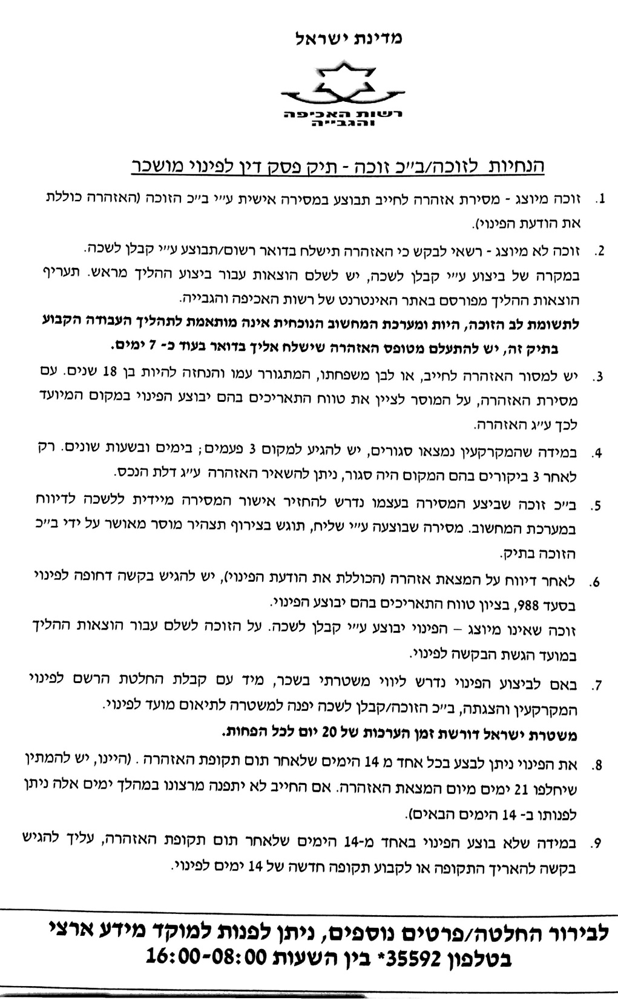 מדינת ישראל
רשות האכיפה
והגבייה
הנחיות לזוכה/ב"כ זוכה - תיק פסק דין לפינוי מושכר
1. זוכה מיוצג - מסירת אזהרה לחייב תבוצע במסירה אישית ע"י ב"כ הזוכה (האזהרה כוללת
את הודעת הפינוי).
2. זוכה לא מיוצג - רשאי לבקש כי האזהרה תישלח בדואר רשום/תבוצע ע"י קבלן לשכה.
במקרה של ביצוע ע"י קבלן לשכה, יש לשלם הוצאות עבור ביצוע ההליך מראש. תעריף
הוצאות ההליך מפורסם באתר האינטרנט של רשות האכיפה והגבייה.
לתשומת לב הזוכה, היות ומערכת המחשוב הנוכחית אינה מותאמת לתהליך העבודה הקבוע
בתיק זה, יש להתעלם מטופס האזהרה שישלח אליך בדואר בעוד כ- 7 ימים.
3. יש למסור האזהרה לחייב, או לבן משפחתו, המתגורר עמו והנחזה להיות בן 18 שנים. עם
מסירת האזהרה, על המוסר לציין את טווח התאריכים בהם יבוצע הפינוי במקום המיועד
לכך ע"ג האזהרה.
4. במידה שהמקרקעין נמצאו סגורים, יש להגיע למקום 3 פעמים; בימים ובשעות שונים. רק
לאחר 3 ביקורים בהם המקום היה סגור, ניתן להשאיר האזהרה ע"ג דלת הנכס.
5. ב"כ זוכה שביצע המסירה בעצמו נדרש להחזיר אישור המסירה מיידית ללשכה לדיווח
במערכת המחשוב. מסירה שבוצעה ע"י שליח, תוגש בצירוף תצהיר מוסר מאושר על ידי ב"כ
הזוכה בתיק.
6. לאחר דיווח על המצאת אזהרה (הכוללת את הודעת הפינוי), יש להגיש בקשה דחופה לפינוי
בסעד 988, בציון טווח התאריכים בהם יבוצע הפינוי.
זוכה שאינו מיוצג – הפינוי יבוצע ע"י קבלן לשכה. על הזוכה לשלם עבור הוצאות ההליך
במועד הגשת הבקשה לפינוי.
7. באם לביצוע הפינוי נדרש ליווי משטרתי בשכר, מיד עם קבלת החלטת הרשם לפינוי
המקרקעין והצגתה, ב"כ הזוכה/קבלן לשכה יפנה למשטרה לתיאום מועד לפינוי.
משטרת ישראל דורשת זמן הערכות של 20 יום לכל הפחות.
8. את הפינוי ניתן לבצע בכל אחד מ 14 הימים שלאחר תום תקופת האזהרה . (היינו, יש להמתין
שיחלפו 21 ימים מיום המצאת האזהרה. אם החייב לא יתפנה מרצונו במהלך ימים אלה ניתן
לפנותו ב- 14 הימים הבאים).
9. במידה שלא בוצע הפינוי באחד מ-14 הימים שלאחר תום תקופת האזהרה, עליך להגיש
בקשה להאריך התקופה או לקבוע תקופה חדשה של 14 ימים לפינוי.
לבירור החלטה/פרטים נוספים, ניתן לפנות למוקד מידע ארצי
בטלפון 35592* בין השעות 16:00-08:00